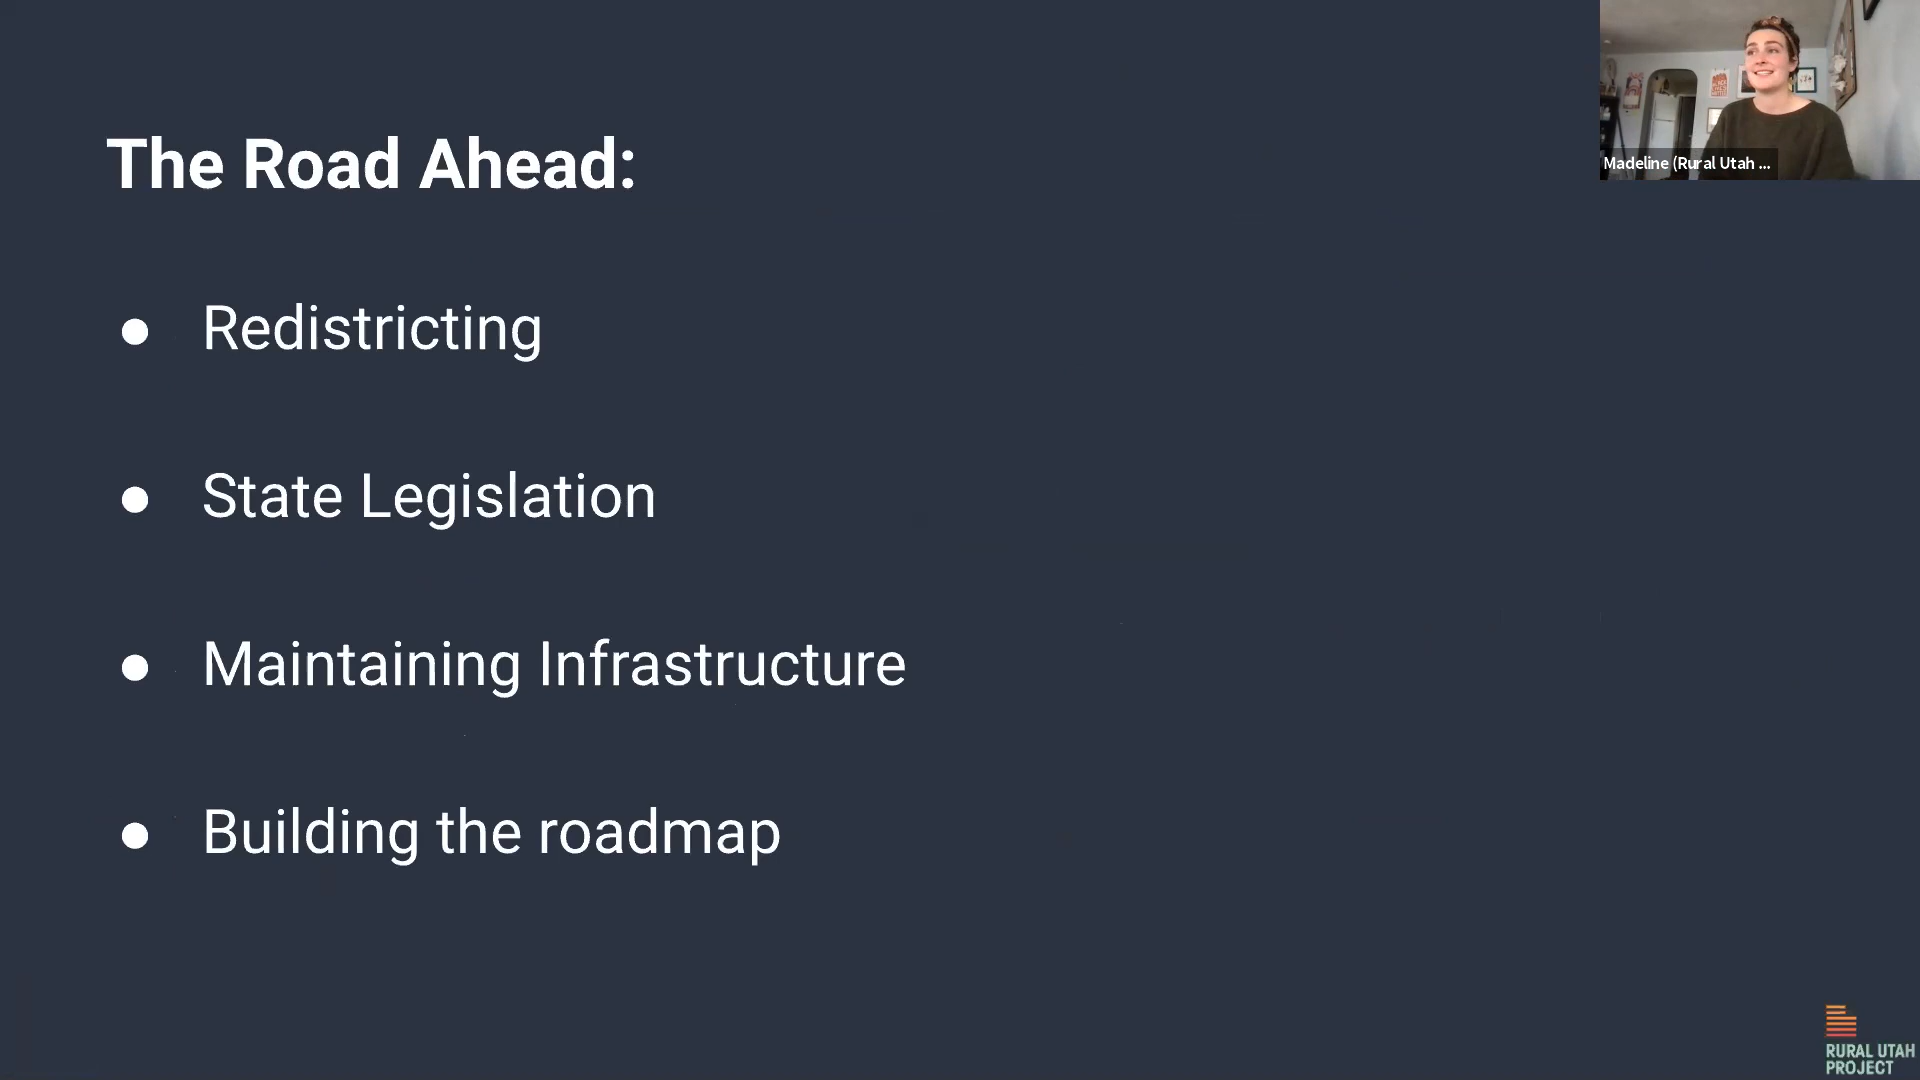 Madeline (Rural Utah ...
The Road Ahead:
● Redistricting
● State Legislation
● Maintaining Infrastructure
● Building the roadmap
RURAL UTAH
PROJECT